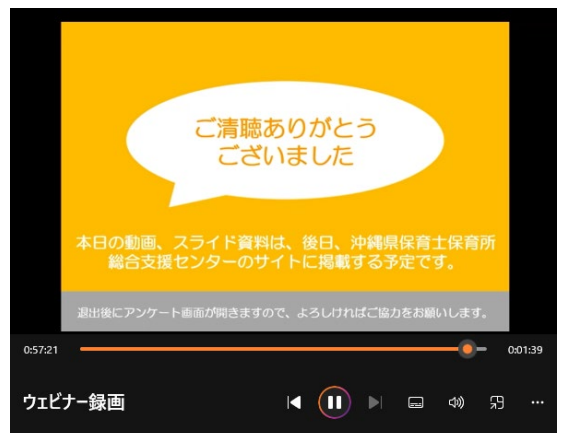 ご清聴ありがとう
ございました
本日の動画、スライド資料は、後日、沖縄県保育士保育所
総合支援センターのサイトに掲載する予定です。
退出後にアンケート画面が開きますので、よろしければご協力をお願いします。
0:57:21
0:01:39
ウェビナー録画